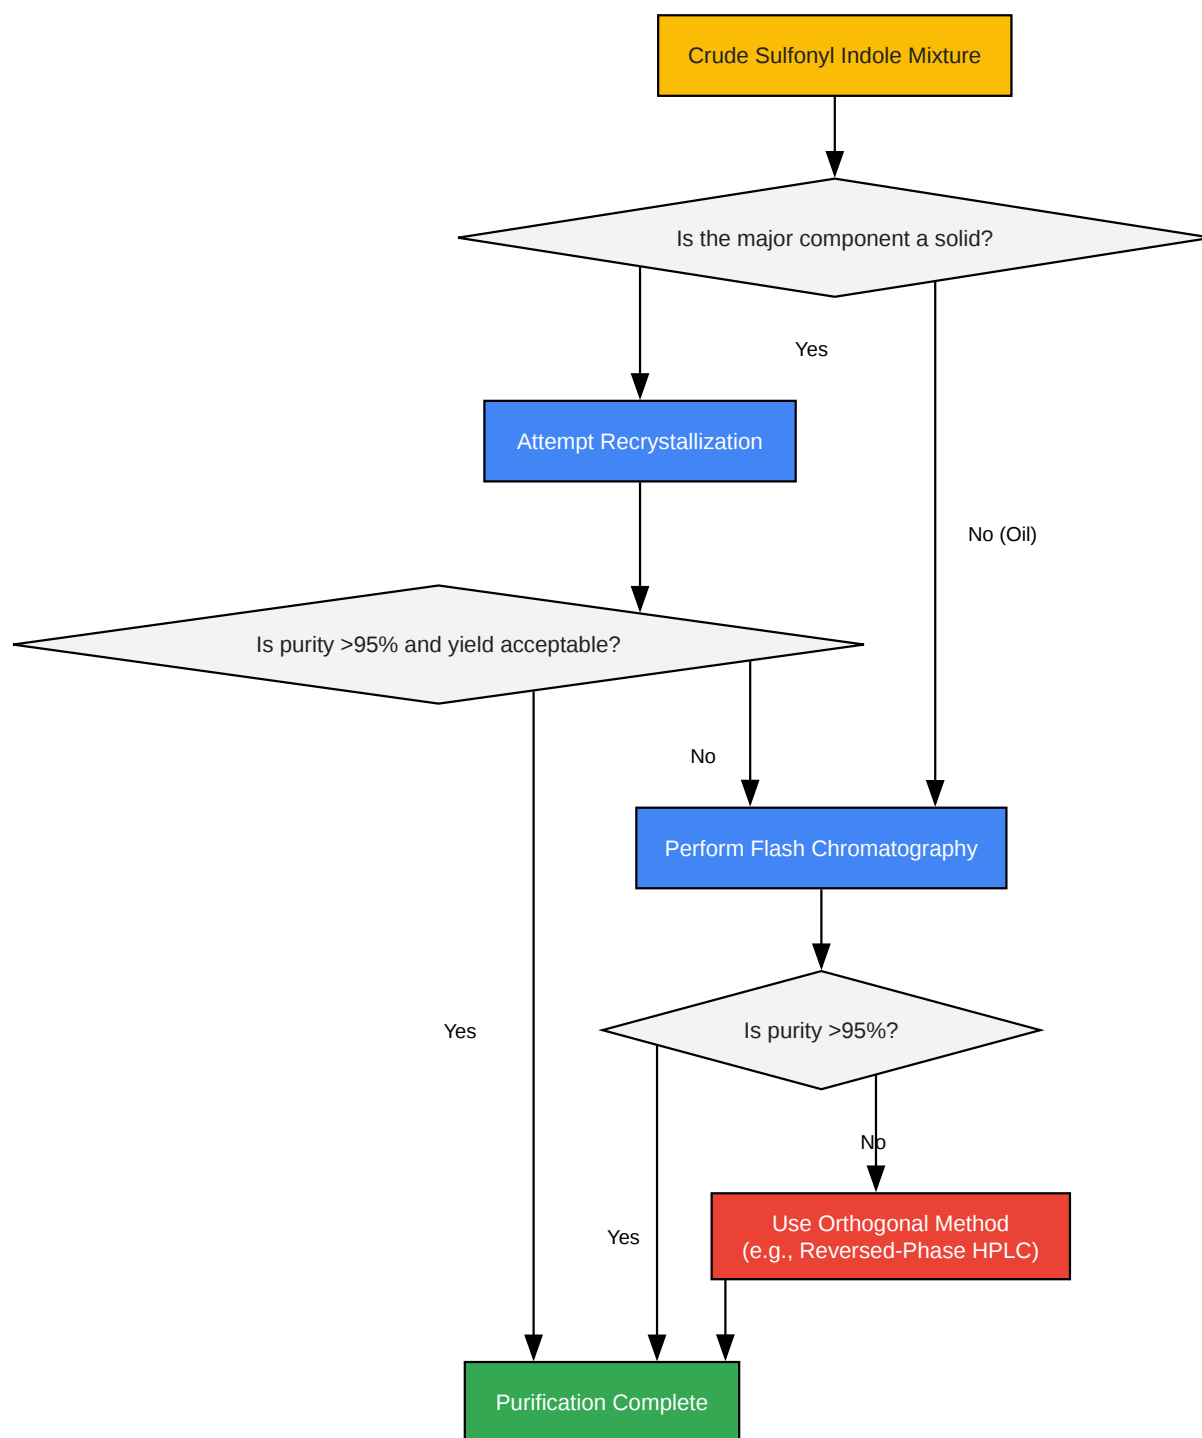 Crude Sulfonyl Indole Mixture
Is the major component a solid?
Yes
Attempt Recrystallization
No (Oil)
Is purity >95% and yield acceptable?
No
Perform Flash Chromatography
Yes
Is purity >95%?
No
Use Orthogonal Method
(e.g., Reversed-Phase HPLC)
Yes
Purification Complete